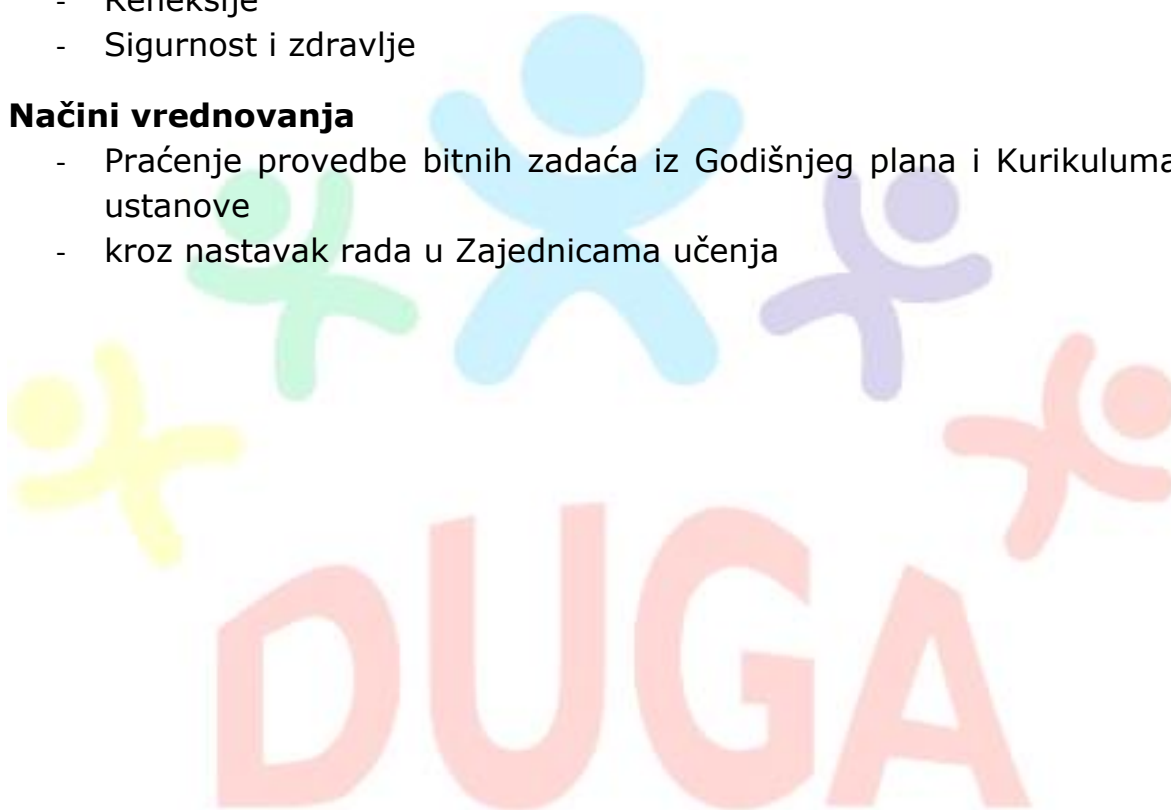 - Refleksije
- Sigurnost i zdravlje
Načini vrednovanja
- Praćenje provedbe bitnih zadaća iz Godišnjeg plana i Kurikuluma
ustanove
- kroz nastavak rada u Zajednicama učenja
DUGA